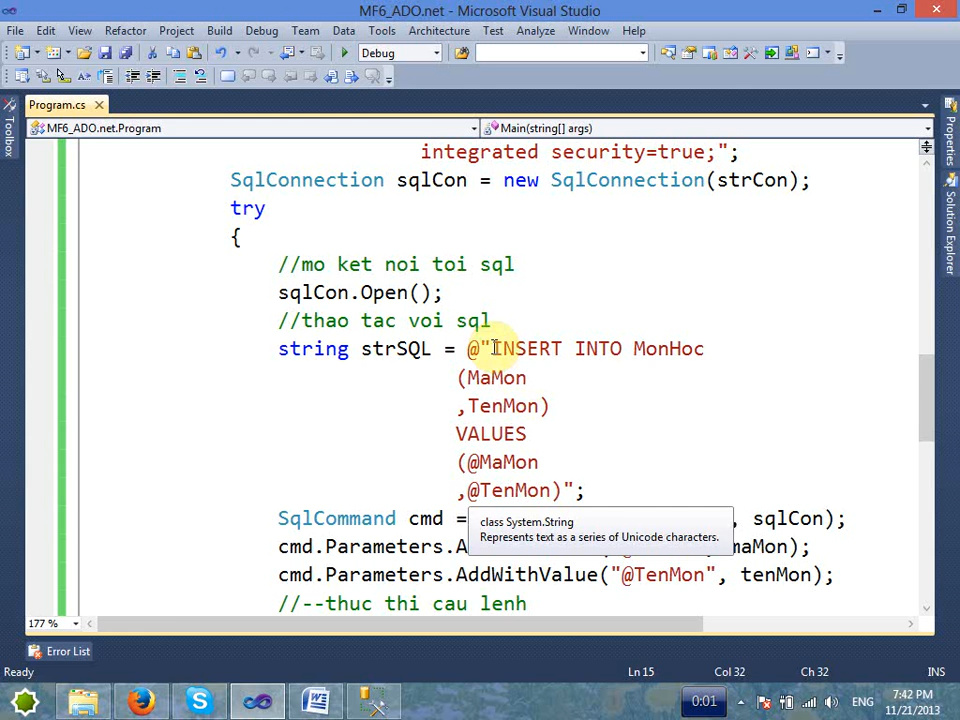 MF6_ADO.net - Microsoft Visual Studio
File Edit View Refactor Project Build Debug Team Data Tools Architecture Test Analyze Window Help
Debug
Program.cs
MF6_ADO.net.Program
Main(string[] args)
Toolbox
Properties
Solution Explorer
integrated security=true;";
SqlConnection sqlCon = new SqlConnection(strCon);
try
{
//mo ket noi toi sql
sqlCon.Open();
//thao tac voi sql
string strSQL = @"INSERT INTO MonHoc
(MaMon
,TenMon)
VALUES
(@MaMon
,@TenMon)";
SqlCommand cmd = , sqlCon);
class System.String
Represents text as a series of Unicode characters.
cmd.Parameters.A maMon);
cmd.Parameters.AddWithValue("@TenMon", tenMon);
//--thuc thi cau lenh
177 %
Error List
Ready Ln 15 Col 32 Ch 32 INS
0:01
ENG
7:42 PM
11/21/2013